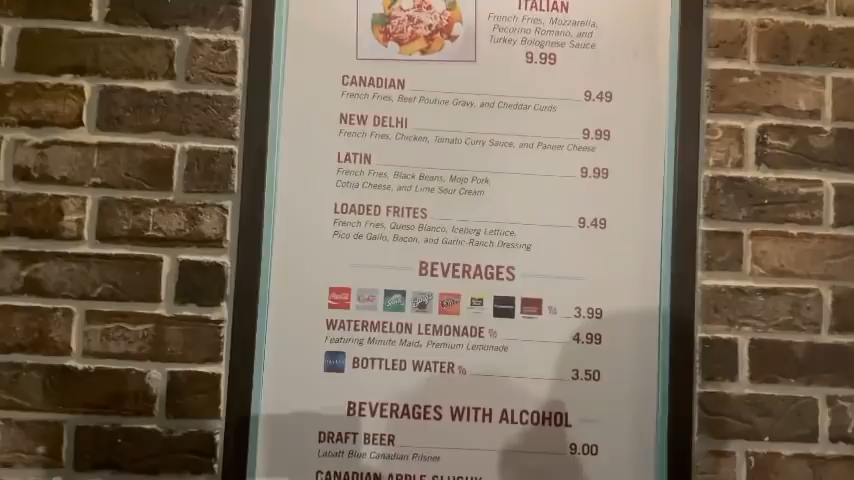 ITALIAN
French Fries, Mozzarella,
Pecorino Romano, and
Turkey Bolognese Sauce
9.99
CANADIAN 9.49
French Fries, Beef Poutine Gravy, and Cheddar Curds
NEW DELHI 9.99
French Fries, Chicken, Tomato Curry Sauce, and Paneer Cheese
LATIN 9.99
French Fries, Black Beans, Mojo Pork,
Cotija Cheese, and Lime Sour Cream
LOADED FRITES 9.49
French Fries, Queso Blanco, Iceberg Lettuce,
Pico de Gallo, Bacon, and Garlic-Ranch Dressing
BEVERAGES
3.99
WATERMELON LEMONADE 4.99
Featuring Minute Maid® Premium Lemonade
BOTTLED WATER 3.50
BEVERAGES WITH ALCOHOL
DRAFT BEER 9.00
Labatt Blue Canadian Pilsner
CANADIAN APPLE SLUSHY